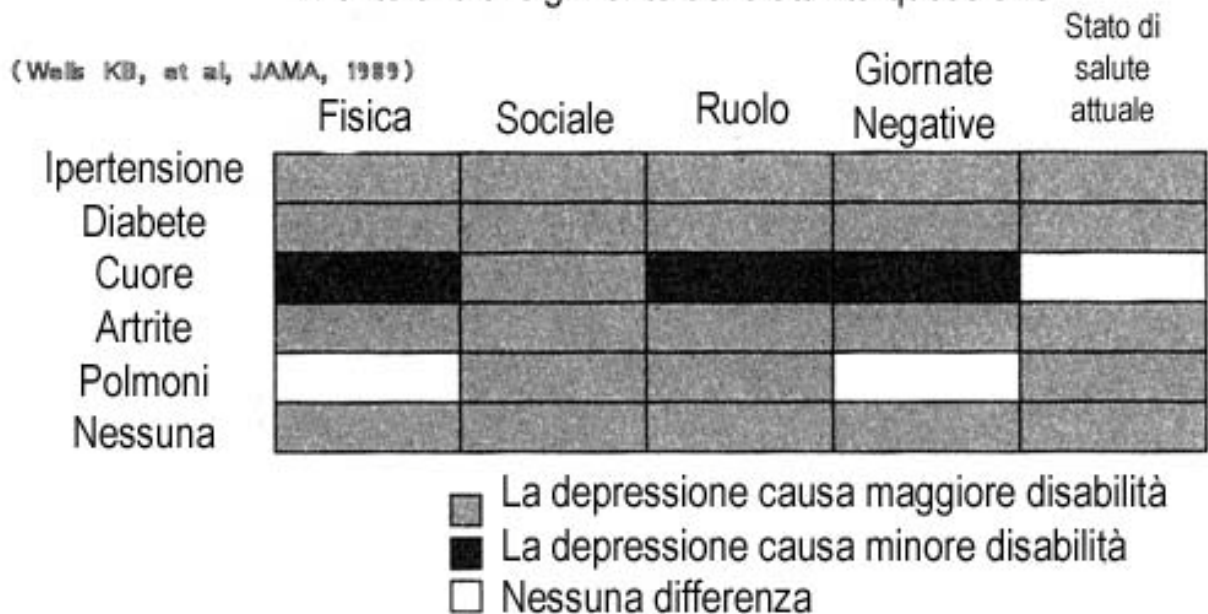 (Wells KB, et al, JAMA, 1989)
Fisica
Sociale
Ruolo
Giornate
Negative
Stato di
salute
attuale
Ipertensione
Diabete
Cuore
Artrite
Polmoni
Nessuna
La depressione causa maggiore disabilità
La depressione causa minore disabilità
Nessuna differenza